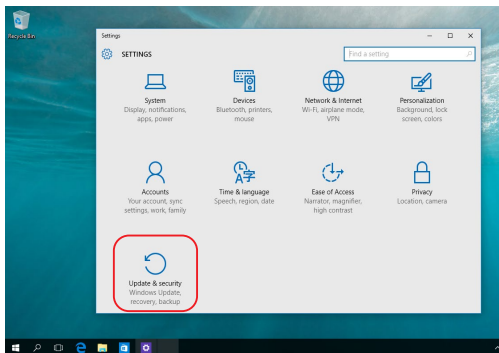 Recycle Bin
Settings
SETTINGS
Find a setting
System
Display, notifications,
apps, power
Devices
Bluetooth, printers,
mouse
Network & Internet
Wi-Fi, airplane mode,
VPN
Personalization
Background, lock
screen, colors
Accounts
Your account, sync
settings, work, family
Time & language
Speech, region, date
Ease of Access
Narrator, magnifier,
high contrast
Privacy
Location, camera
Update & security
Windows Update,
recovery, backup